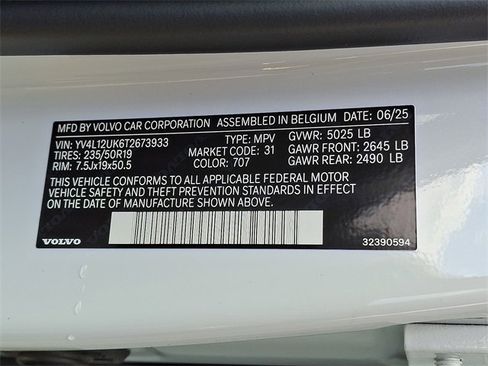 MFD BY VOLVO CAR CORPORATION ASSEMBLED IN BELGIUM DATE: 06/25
VIN: YV4L12UK6T2673933 TYPE: MPV GVWR: 5025 LB
TIRES: 235/50R19 MARKET CODE: 31 GAWR FRONT: 2645 LB
RIM: 7.5Jx19x50.5 COLOR: 707 GAWR REAR: 2490 LB
THIS VEHICLE CONFORMS TO ALL APPLICABLE FEDERAL MOTOR
VEHICLE SAFETY AND THEFT PREVENTION STANDARDS IN EFFECT
ON THE DATE OF MANUFACTURE SHOWN ABOVE.
VOLVO 32390594